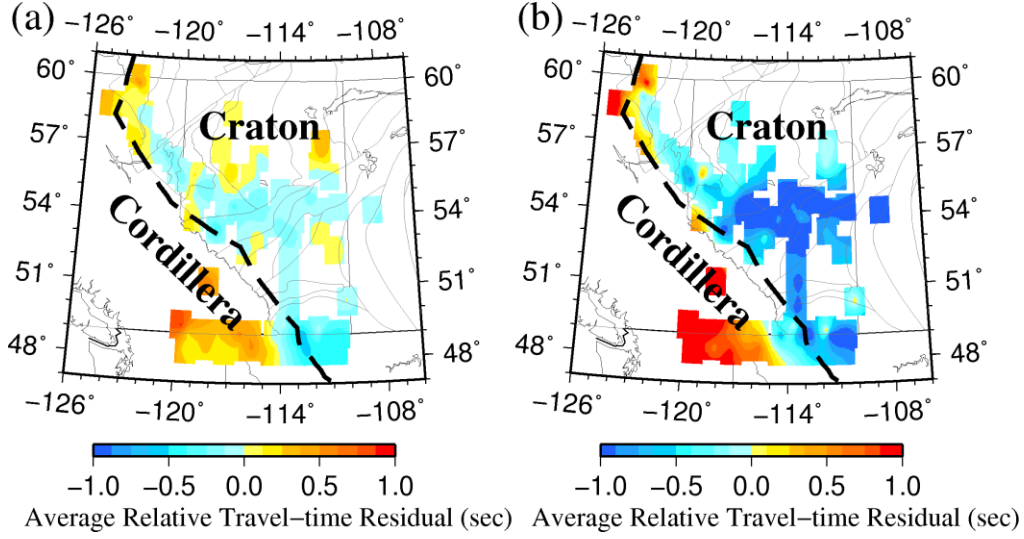 (a)
−126 −120 −114 −108
60° 60°
57° 57°
54° 54°
51° 51°
48° 48°
Craton
Cordillera
−126° −120° −114° −108°
−1.0 −0.5 0.0 0.5 1.0
Average Relative Travel−time Residual (sec)
(b)
−126 −120 −114 −108
60° 60°
57° 57°
54° 54°
51° 51°
48° 48°
Craton
Cordillera
−126° −120° −114° −108°
−1.0 −0.5 0.0 0.5 1.0
Average Relative Travel−time Residual (sec)